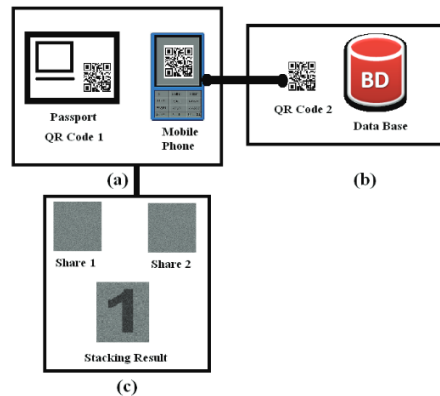 Passport
QR Code 1
Mobile
Phone
(a)
QR Code 2
BD
Data Base
(b)
Share 1
Share 2
1
Stacking Result
(c)